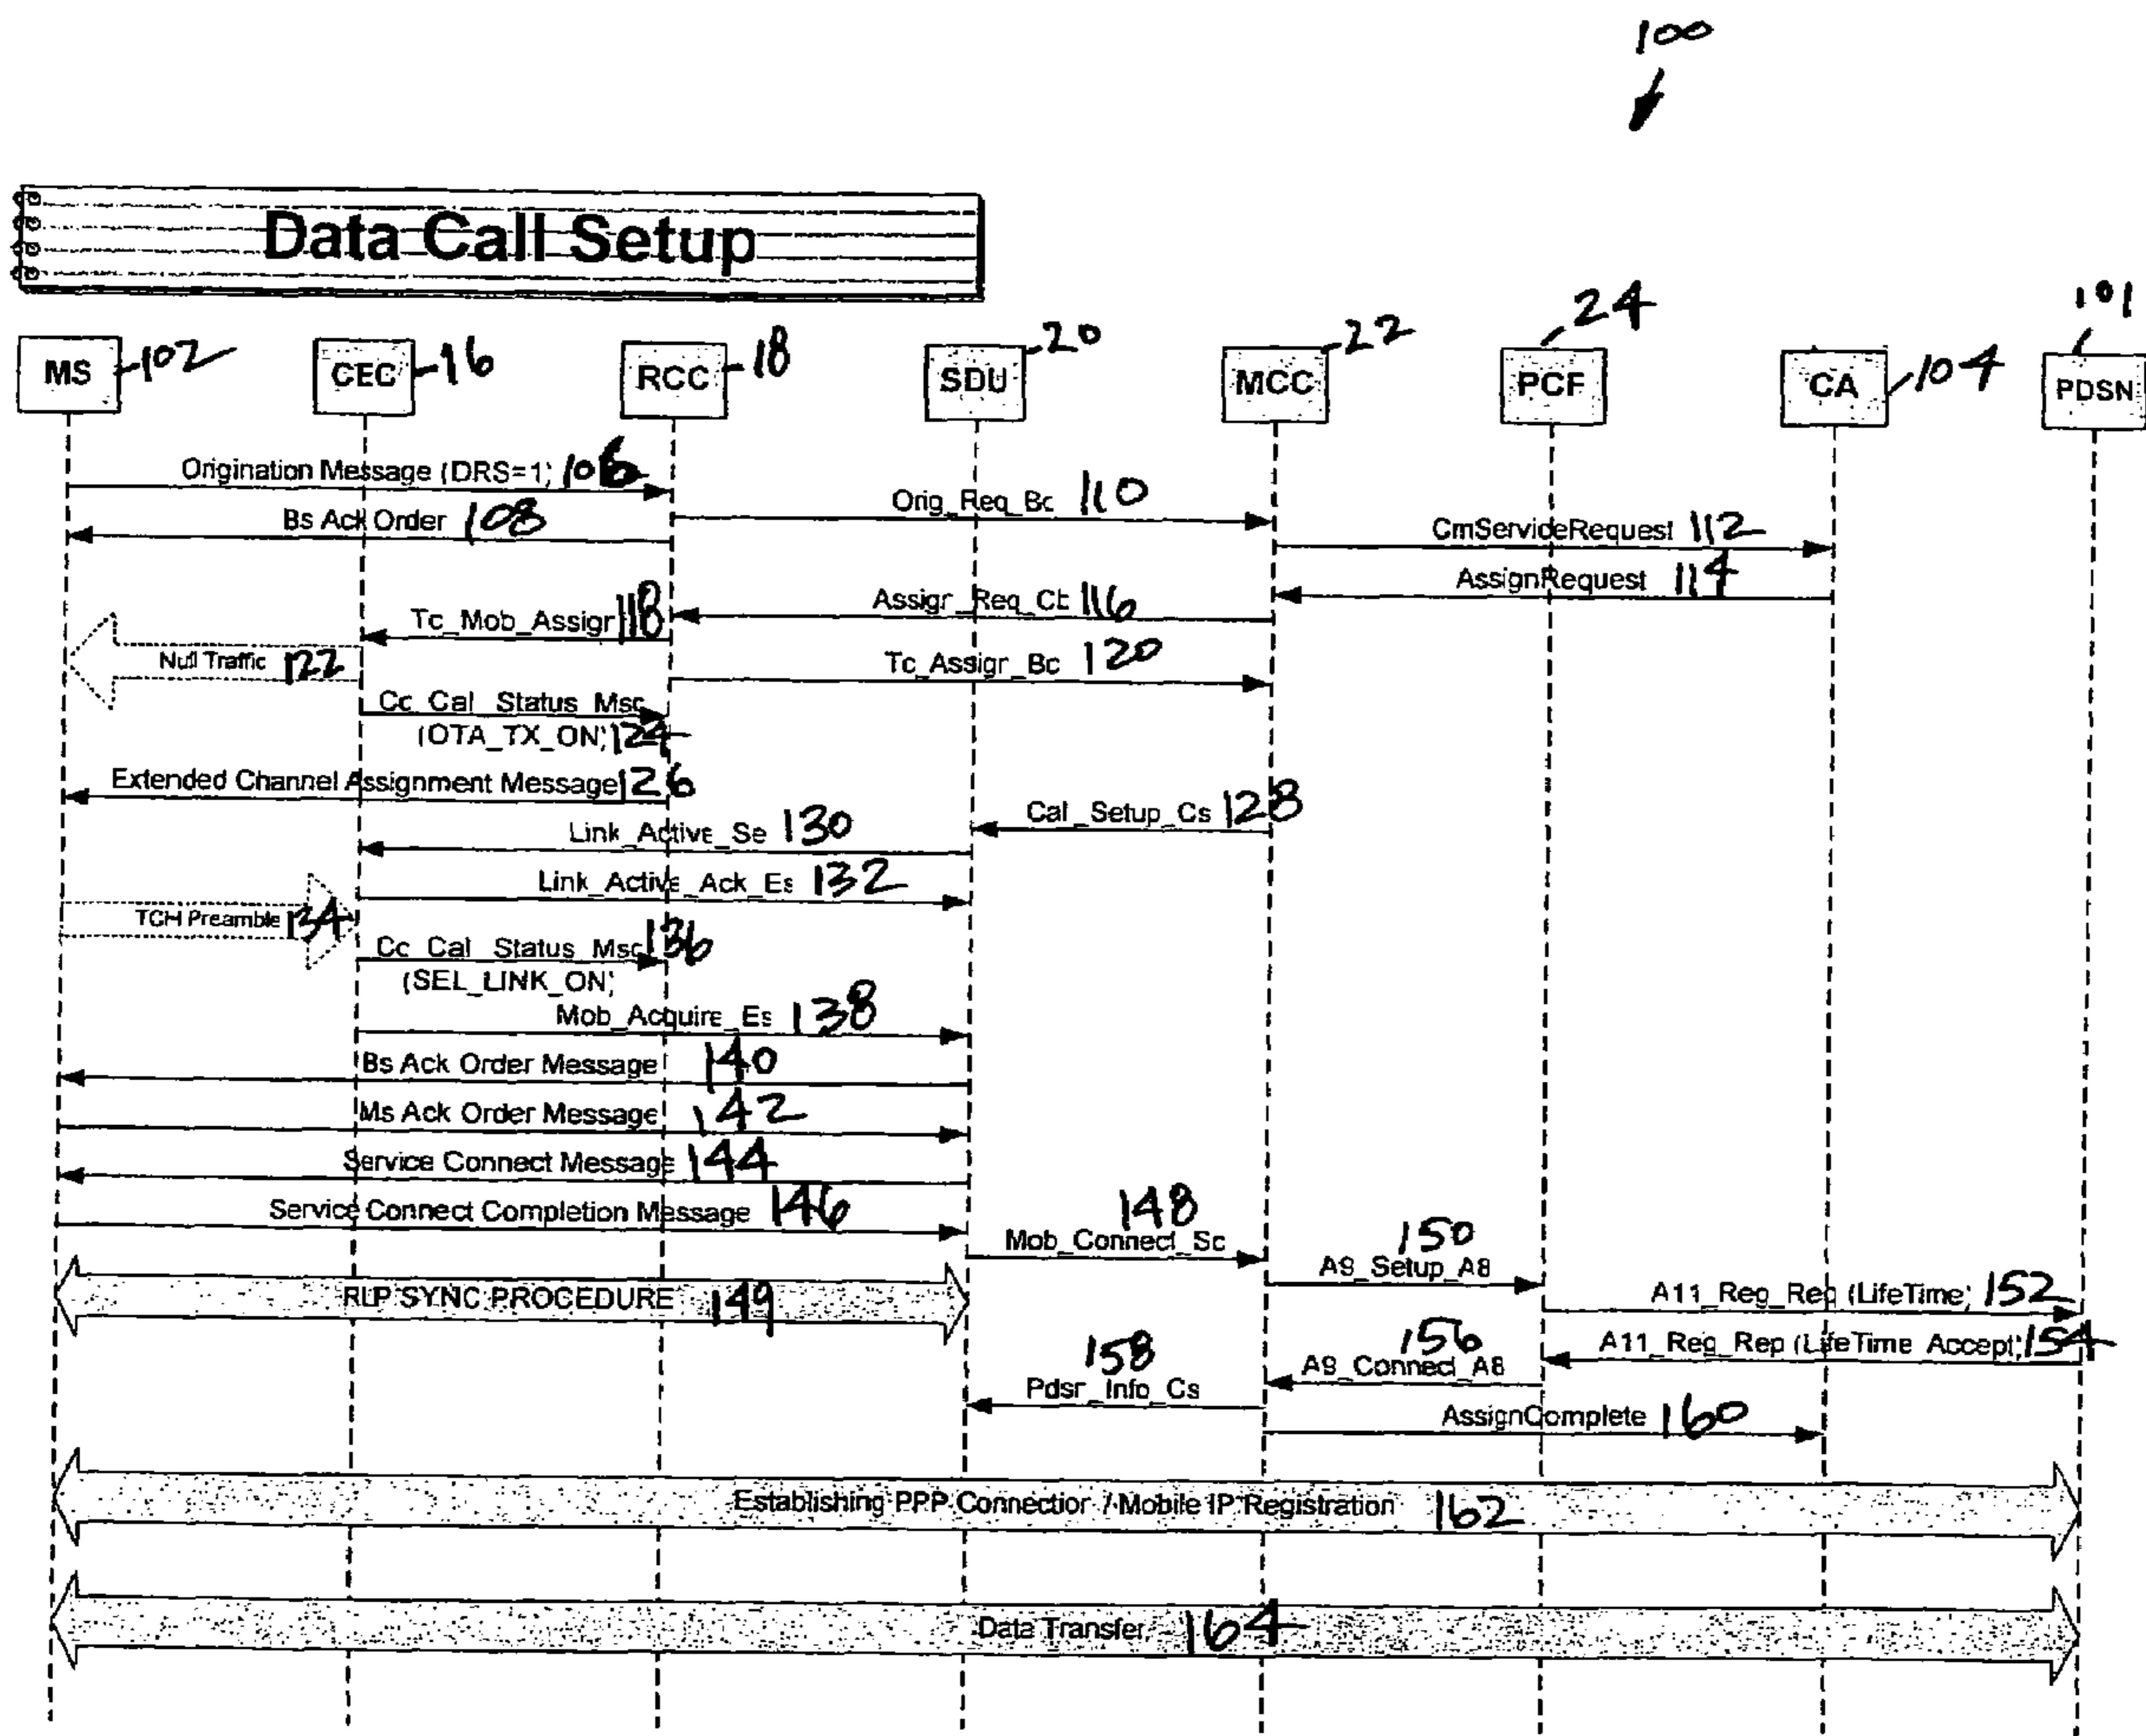 100
Data Call Setup
MS 102
CEC 16
RCC 18
SDU 20
MCC 22
PCF 24
CA 104
PDSN 101
Origination Message (DRS=1) 106
Bs Ack Order 108
Orig_Req_Bc 110
CmServiceRequest 112
AssignRequest 114
Assigr_Req_Cb 116
Tc_Mob_Assigr 118
Tc_Assigr_Bc 120
Null Traffic 122
Cc_Cal_Status_Msc
(OTA_TX_ON) 124
Extended Channel Assignment Message 126
Cal_Setup_Cs 128
Link_Active_Se 130
Link_Active_Ack_Es 132
TCH Preamble 134
Cc_Cal_Status_Msc 136
(SEL_LINK_ON)
Mob_Acquire_Es 138
Bs Ack Order Message 140
Ms Ack Order Message 142
Service Connect Message 144
Service Connect Completion Message 146
Mob_Connect_Sc 148
RLP SYNC PROCEDURE 149
A9_Setup_A8 150
A11_Reg_Req (LifeTime) 152
A11_Reg_Rep (LifeTime Accept) 154
A9_Connect_A8 156
Pdsr_Info_Cs 158
AssignComplete 160
Establishing PPP Connectior / Mobile IP Registration 162
Data Transfer 164